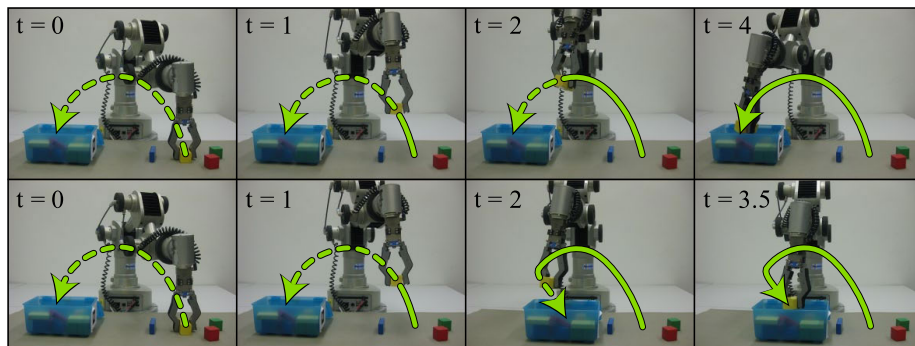 t = 0
t = 1
t = 2
t = 4
t = 0
t = 1
t = 2
t = 3.5